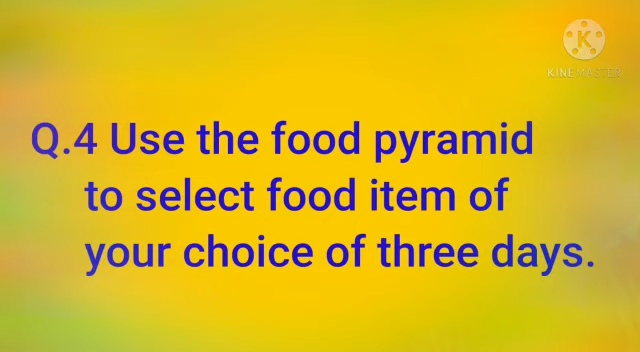 K
KINEMASTER
Q.4 Use the food pyramid
to select food item of
your choice of three days.